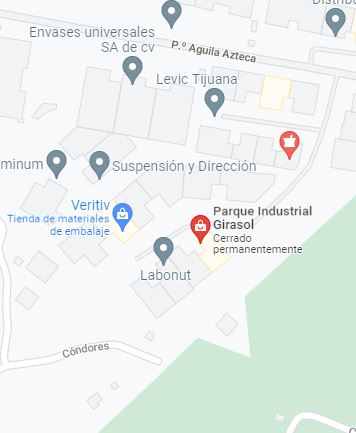 Distribu
Envases universales
SA de cv
P.º Aguila Azteca
Levic Tijuana
minum
Suspensión y Dirección
Veritiv
Tienda de materiales
de embalaje
Parque Industrial
Girasol
Cerrado
permanentemente
Labonut
Cóndores